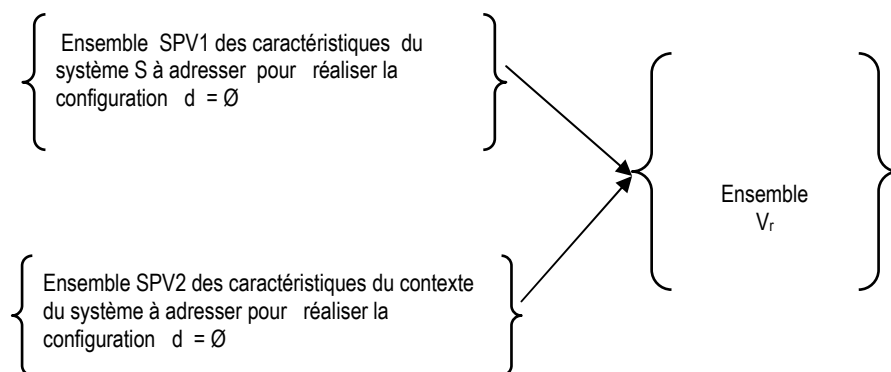 Ensemble SPV1 des caractéristiques du
système S à adresser pour réaliser la
configuration d = Ø
Ensemble
Vr
Ensemble SPV2 des caractéristiques du contexte
du système à adresser pour réaliser la
configuration d = Ø